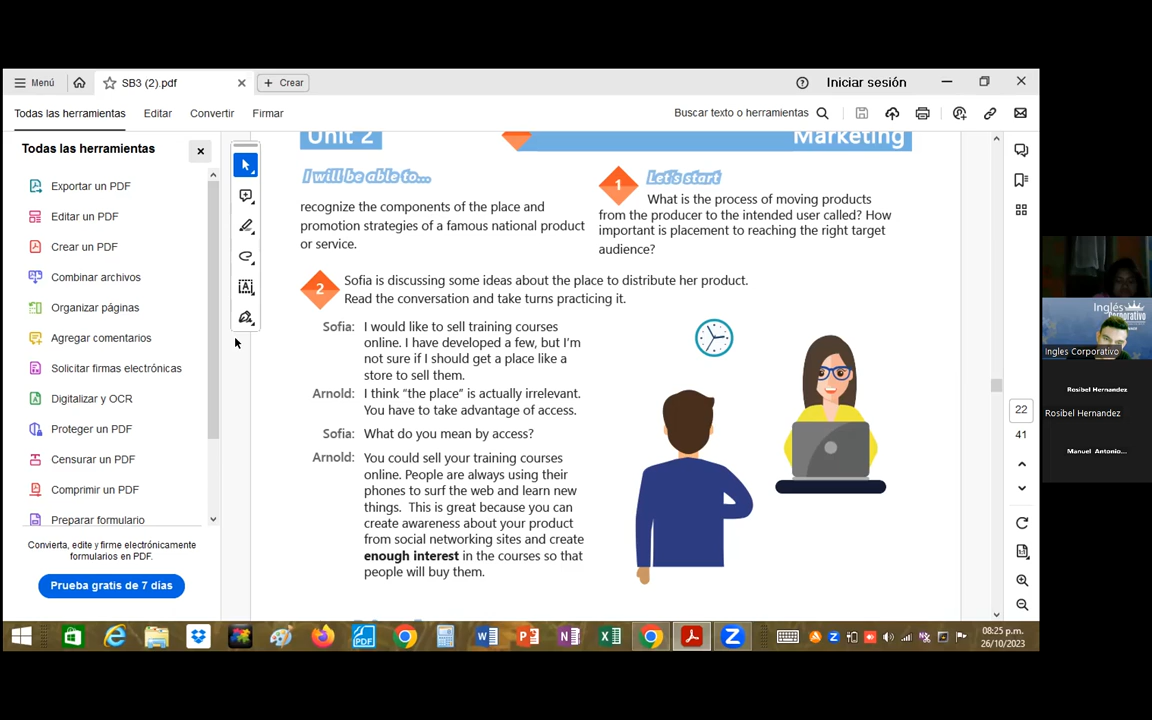 Menú
SB3 (2).pdf
Crear
Iniciar sesión
Todas las herramientas
Editar
Convertir
Firmar
Buscar texto o herramientas
Todas las herramientas
Exportar un PDF
Editar un PDF
Crear un PDF
Combinar archivos
Organizar páginas
Agregar comentarios
Solicitar firmas electrónicas
Digitalizar y OCR
Proteger un PDF
Censurar un PDF
Comprimir un PDF
Preparar formulario
Convierta, edite y firme electrónicamente
formularios en PDF.
Prueba gratis de 7 días
Unit 2
Marketing
I will be able to...
recognize the components of the place and
promotion strategies of a famous national product
or service.
1
Let's start
What is the process of moving products
from the producer to the intended user called? How
important is placement to reaching the right target
audience?
2
Sofia is discussing some ideas about the place to distribute her product.
Read the conversation and take turns practicing it.
Sofia: I would like to sell training courses
online. I have developed a few, but I'm
not sure if I should get a place like a
store to sell them.
Arnold: I think "the place" is actually irrelevant.
You have to take advantage of access.
Sofia: What do you mean by access?
Arnold: You could sell your training courses
online. People are always using their
phones to surf the web and learn new
things. This is great because you can
create awareness about your product
from social networking sites and create
enough interest in the courses so that
people will buy them.
22
41
Inglés
Corporativo
Ingles Corporativo
Rosibel Hernandez
Rosibel Hernandez
Manuel Antonio...
PDF
08:25 p.m.
26/10/2023